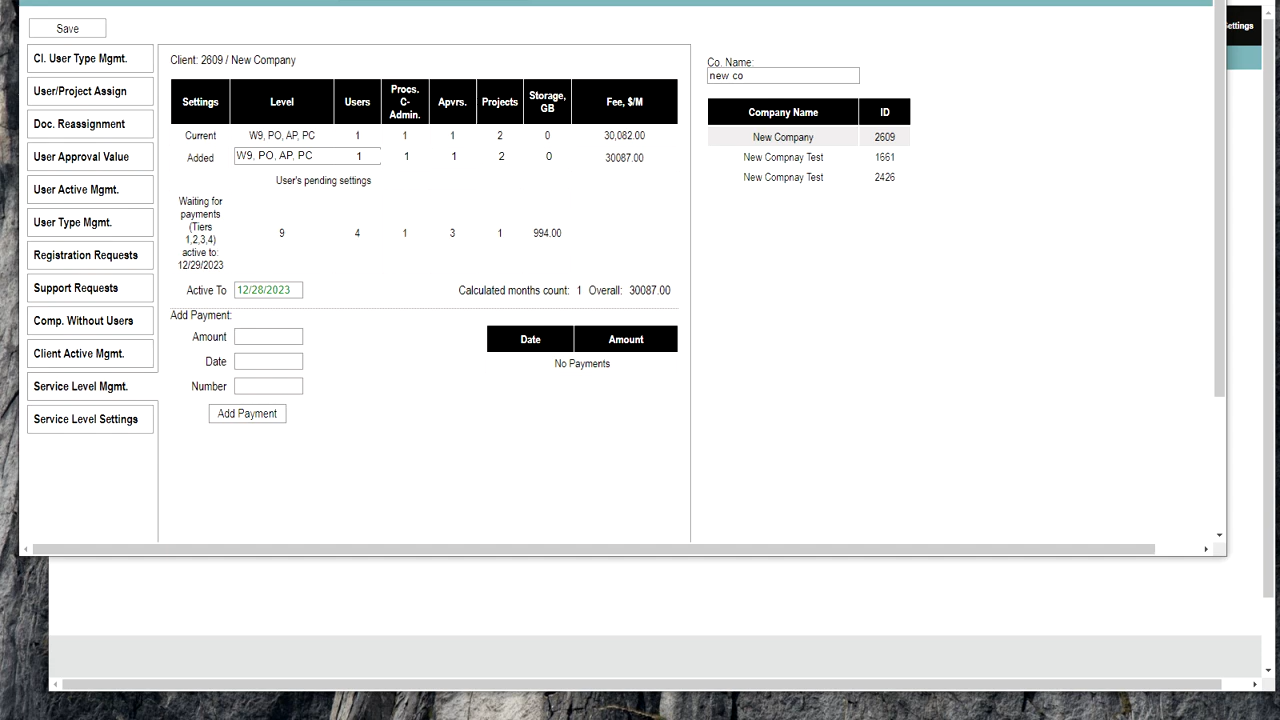 Save
ettings
Cl. User Type Mgmt.
User/Project Assign
Doc. Reassignment
User Approval Value
User Active Mgmt.
User Type Mgmt.
Registration Requests
Support Requests
Comp. Without Users
Client Active Mgmt.
Service Level Mgmt.
Service Level Settings
Client: 2609 / New Company
Settings Level Users Procs. C- Admin. Apvrs. Projects Storage, GB Fee, $/M
Current W9, PO, AP, PC 1 1 1 2 0 30,082.00
Added W9, PO, AP, PC 1 1 1 2 0 30087.00
User's pending settings
Waiting for
payments
(Tiers
1,2,3,4)
active to:
12/29/2023
9 4 1 3 1 994.00
Active To 12/28/2023 Calculated months count: 1 Overall: 30087.00
Add Payment:
Amount
Date
Number
Add Payment
Date Amount
No Payments
Co. Name:
new co
Company Name ID
New Company 2609
New Compnay Test 1661
New Compnay Test 2426